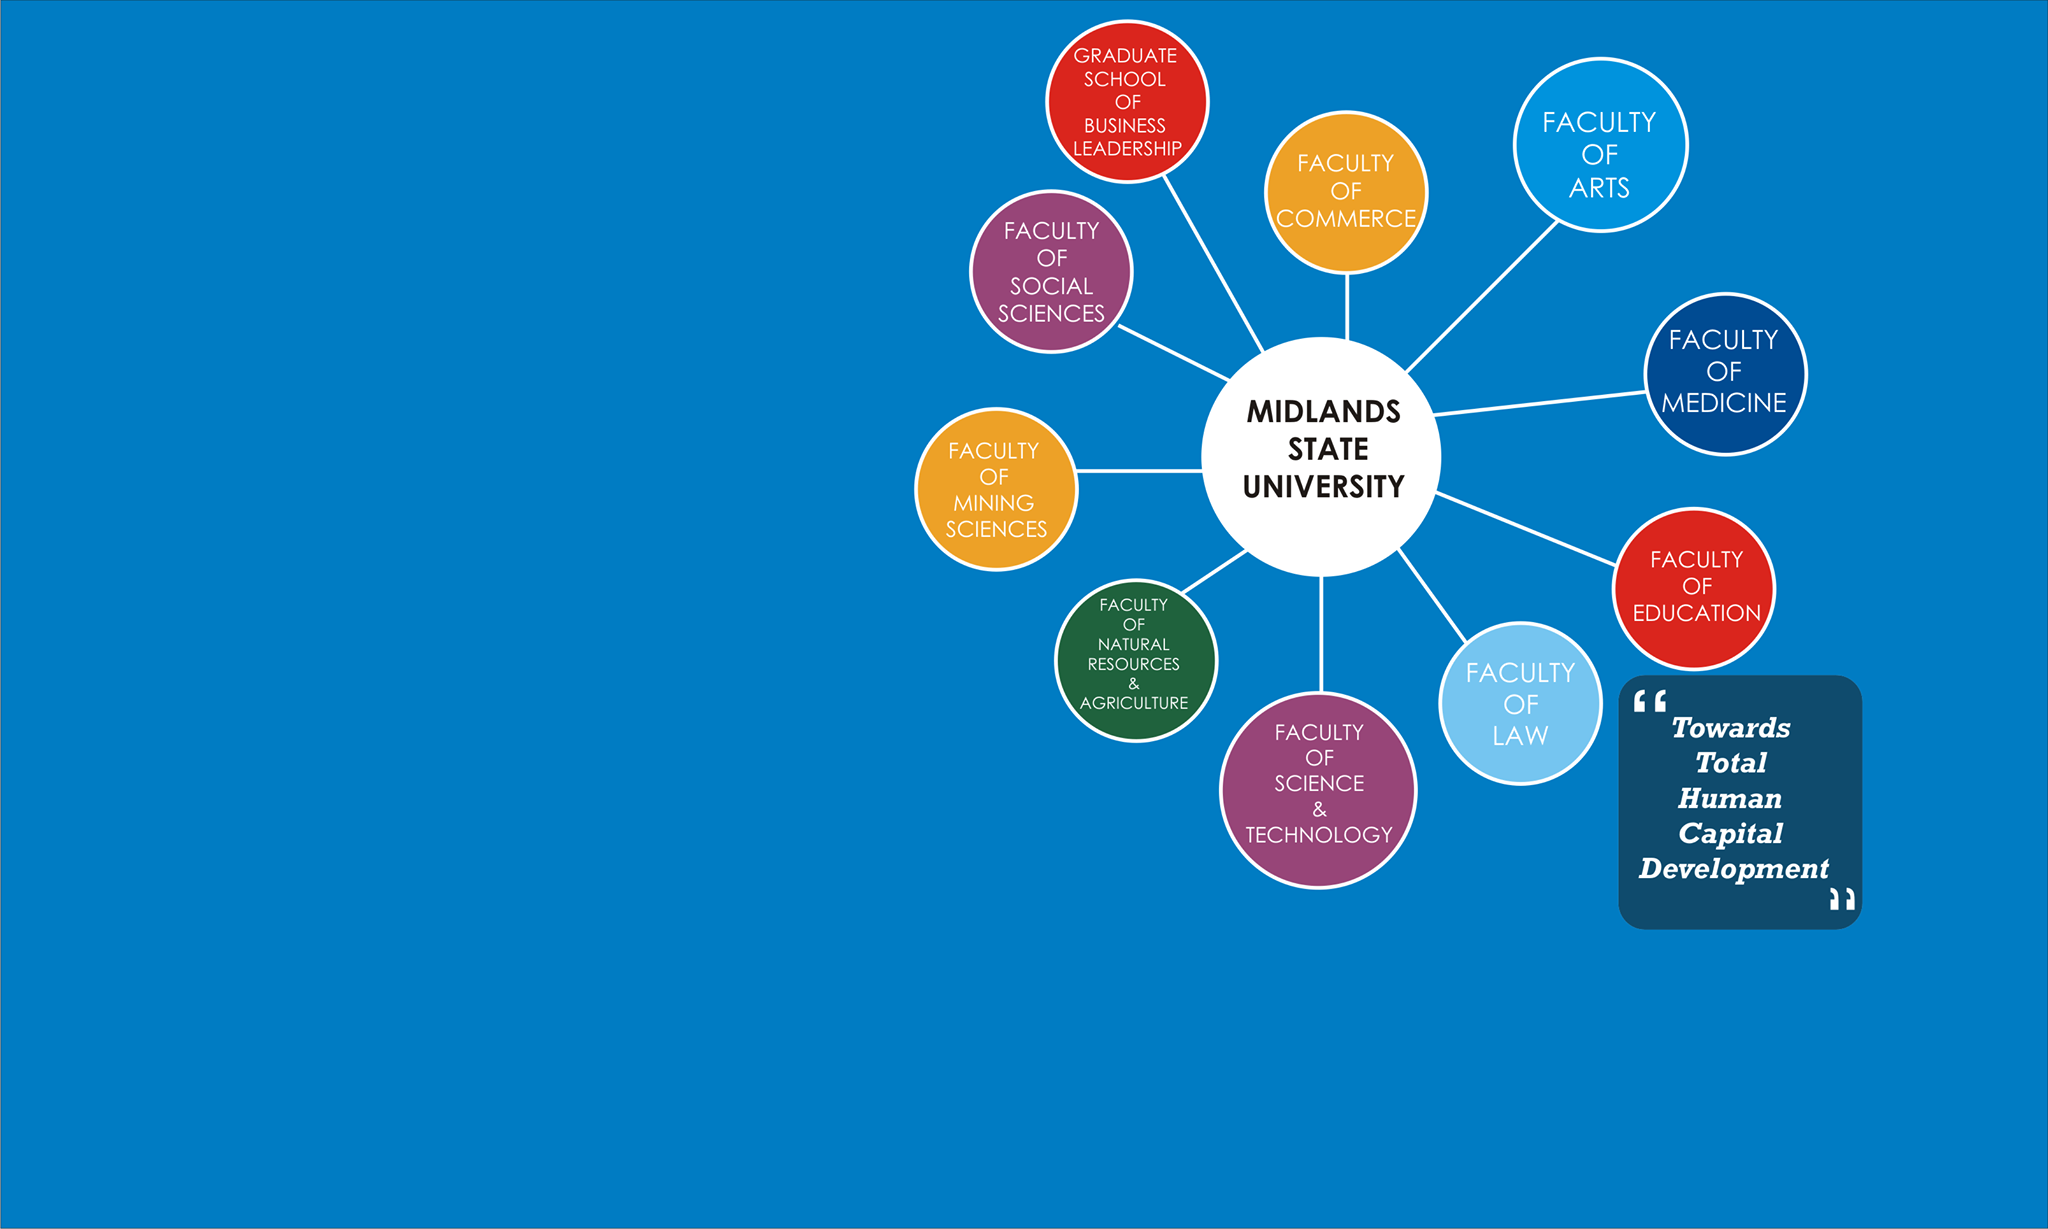 GRADUATE
SCHOOL
OF
BUSINESS
LEADERSHIP
FACULTY
OF
COMMERCE
FACULTY
OF
ARTS
FACULTY
OF
SOCIAL
SCIENCES
FACULTY
OF
MEDICINE
MIDLANDS
STATE
UNIVERSITY
FACULTY
OF
MINING
SCIENCES
FACULTY
OF
EDUCATION
FACULTY
OF
NATURAL
RESOURCES
&
AGRICULTURE
FACULTY
OF
LAW
FACULTY
OF
SCIENCE
&
TECHNOLOGY
“Towards
Total
Human
Capital
Development”